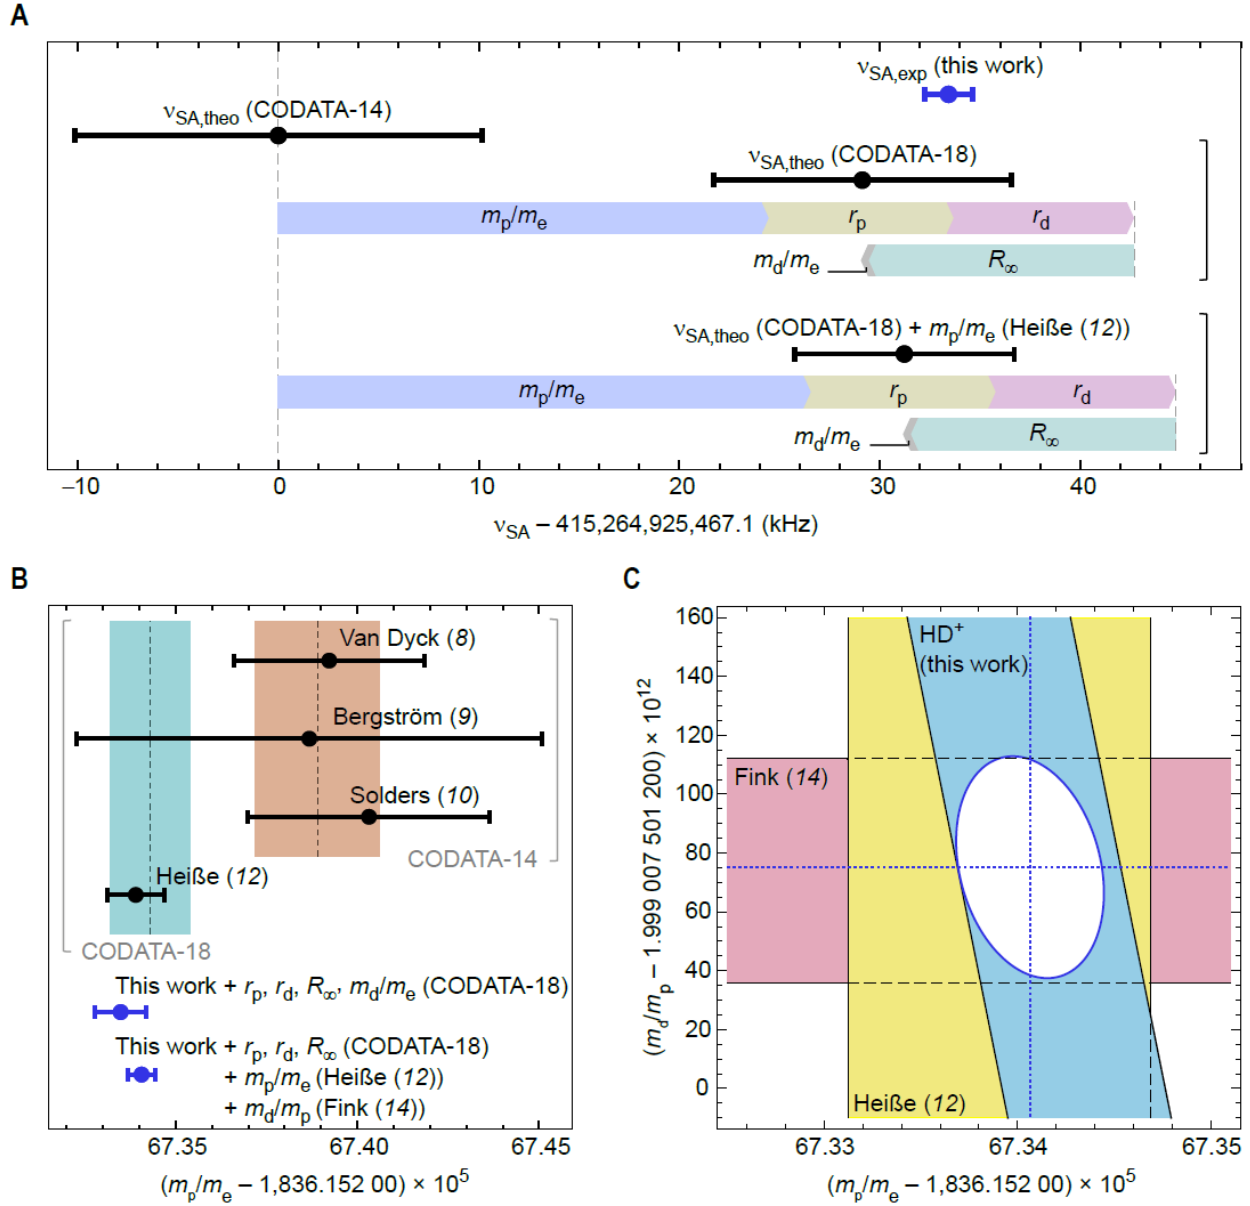 A
νSA,exp (this work)
νSA,theo (CODATA-14)
νSA,theo (CODATA-18)
mp/me
rp
rd
md/me
R∞
νSA,theo (CODATA-18) + mp/me (Heiße (12))
mp/me
rp
rd
md/me
R∞
–10 0 10 20 30 40
νSA – 415,264,925,467.1 (kHz)
B
Van Dyck (8)
Bergström (9)
Solders (10)
CODATA-14
Heiße (12)
CODATA-18
This work + rp, rd, R∞, md/me (CODATA-18)
This work + rp, rd, R∞ (CODATA-18)
+ mp/me (Heiße (12))
+ md/mp (Fink (14))
67.35 67.40 67.45
(mp/me – 1,836.152 00) × 10⁵
C
(md/mp – 1.999 007 501 200) × 10¹²
160
140
120
100
80
60
40
20
0
HD⁺
(this work)
Fink (14)
Heiße (12)
67.33 67.34 67.35
(mp/me – 1,836.152 00) × 10⁵